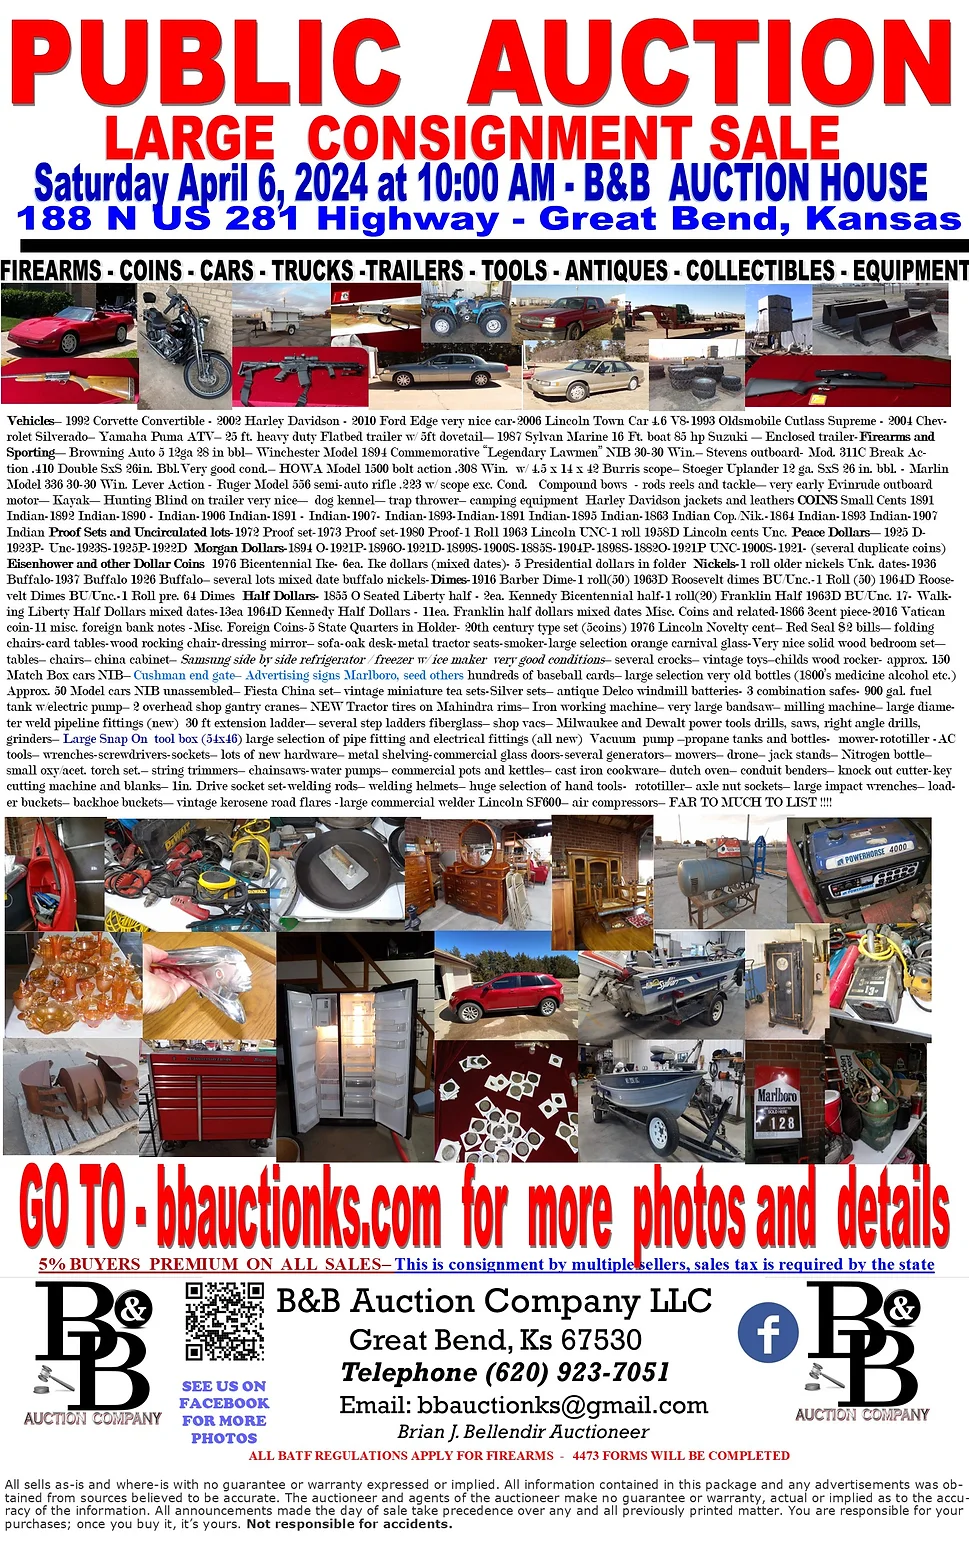 PUBLIC AUCTION
LARGE CONSIGNMENT SALE
Saturday April 6, 2024 at 10:00 AM - B&B AUCTION HOUSE
188 N US 281 Highway - Great Bend, Kansas
FIREARMS - COINS - CARS - TRUCKS -TRAILERS - TOOLS - ANTIQUES - COLLECTIBLES - EQUIPMENT
Vehicles– 1992 Corvette Convertible - 2002 Harley Davidson - 2010 Ford Edge very nice car-2006 Lincoln Town Car 4.6 V8-1993 Oldsmobile Cutlass Supreme - 2004 Chev-
rolet Silverado– Yamaha Puma ATV– 25 ft. heavy duty Flatbed trailer w/ 5ft dovetail— 1987 Sylvan Marine 16 Ft. boat 85 hp Suzuki — Enclosed trailer-Firearms and
Sporting— Browning Auto 5 12ga 28 in bbl– Winchester Model 1894 Commemorative "Legendary Lawmen" NIB 30-30 Win.– Stevens outboard- Mod. 311C Break Ac-
tion .410 Double SxS 26in. Bbl.Very good cond.– HOWA Model 1500 bolt action .308 Win. w/ 4.5 x 14 x 42 Burris scope– Stoeger Uplander 12 ga. SxS 26 in. bbl. - Marlin
Model 336 30-30 Win. Lever Action - Ruger Model 556 semi-auto rifle .223 w/ scope exc. Cond. Compound bows - rods reels and tackle— very early Evinrude outboard
motor— Kayak— Hunting Blind on trailer very nice— dog kennel— trap thrower– camping equipment Harley Davidson jackets and leathers COINS Small Cents 1891
Indian-1892 Indian-1890 - Indian-1906 Indian-1891 - Indian-1907- Indian-1893-Indian-1891 Indian-1895 Indian-1863 Indian Cop./Nik.-1864 Indian-1893 Indian-1907
Indian Proof Sets and Uncirculated lots-1972 Proof set-1973 Proof set-1980 Proof-1 Roll 1963 Lincoln UNC-1 roll 1958D Lincoln cents Unc. Peace Dollars— 1925 D-
1923P- Unc-1923S-1925P-1922D Morgan Dollars-1894 O-1921P-1896O-1921D-1899S-1900S-1885S-1904P-1898S-1882O-1921P UNC-1900S-1921- (several duplicate coins)
Eisenhower and other Dollar Coins 1976 Bicentennial Ike- 6ea. Ike dollars (mixed dates)- 5 Presidential dollars in folder Nickels-1 roll older nickels Unk. dates-1936
Buffalo-1937 Buffalo 1926 Buffalo– several lots mixed date buffalo nickels-Dimes-1916 Barber Dime-1 roll(50) 1963D Roosevelt dimes BU/Unc.-1 Roll (50) 1964D Roose-
velt Dimes BU/Unc.-1 Roll pre. 64 Dimes Half Dollars- 1855 O Seated Liberty half - 2ea. Kennedy Bicentennial half-1 roll(20) Franklin Half 1963D BU/Unc. 17- Walk-
ing Liberty Half Dollars mixed dates-13ea 1964D Kennedy Half Dollars - 11ea. Franklin half dollars mixed dates Misc. Coins and related-1866 3cent piece-2016 Vatican
coin-11 misc. foreign bank notes -Misc. Foreign Coins-5 State Quarters in Holder- 20th century type set (5coins) 1976 Lincoln Novelty cent– Red Seal $2 bills— folding
chairs-card tables-wood rocking chair-dressing mirror– sofa-oak desk-metal tractor seats-smoker-large selection orange carnival glass-Very nice solid wood bedroom set—
tables– chairs– china cabinet– Samsung side by side refrigerator / freezer w/ ice maker very good conditions– several crocks– vintage toys–childs wood rocker- approx. 150
Match Box cars NIB– Cushman end gate– Advertising signs Marlboro, seed others hundreds of baseball cards– large selection very old bottles (1800's medicine alcohol etc.)
Approx. 50 Model cars NIB unassembled– Fiesta China set– vintage miniature tea sets-Silver sets– antique Delco windmill batteries- 3 combination safes- 900 gal. fuel
tank w/electric pump– 2 overhead shop gantry cranes– NEW Tractor tires on Mahindra rims– Iron working machine– very large bandsaw– milling machine– large diame-
ter weld pipeline fittings (new) 30 ft extension ladder— several step ladders fiberglass– shop vacs– Milwaukee and Dewalt power tools drills, saws, right angle drills,
grinders– Large Snap On tool box (54x46) large selection of pipe fitting and electrical fittings (all new) Vacuum pump –propane tanks and bottles- mower-rototiller -AC
tools– wrenches-screwdrivers-sockets– lots of new hardware– metal shelving-commercial glass doors-several generators– mowers– drone– jack stands– Nitrogen bottle–
small oxy/acet. torch set.– string trimmers– chainsaws-water pumps– commercial pots and kettles– cast iron cookware– dutch oven– conduit benders– knock out cutter-key
cutting machine and blanks– 1in. Drive socket set-welding rods– welding helmets– huge selection of hand tools- rototiller– axle nut sockets– large impact wrenches– load-
er buckets– backhoe buckets– vintage kerosene road flares -large commercial welder Lincoln SF600– air compressors– FAR TO MUCH TO LIST !!!!
DEWALT
POWERHORSE 4000
Marlboro
128
GO TO - bbauctionks.com for more photos and details
5% BUYERS PREMIUM ON ALL SALES– This is consignment by multiple sellers, sales tax is required by the state
B&B
AUCTION COMPANY
SEE US ON
FACEBOOK
FOR MORE
PHOTOS
B&B Auction Company LLC
Great Bend, Ks 67530
Telephone (620) 923-7051
Email: bbauctionks@gmail.com
Brian J. Bellendir Auctioneer
f
B&B
AUCTION COMPANY
ALL BATF REGULATIONS APPLY FOR FIREARMS - 4473 FORMS WILL BE COMPLETED
All sells as-is and where-is with no guarantee or warranty expressed or implied. All information contained in this package and any advertisements was ob-
tained from sources believed to be accurate. The auctioneer and agents of the auctioneer make no guarantee or warranty, actual or implied as to the accu-
racy of the information. All announcements made the day of sale take precedence over any and all previously printed matter. You are responsible for your
purchases; once you buy it, it's yours. Not responsible for accidents.